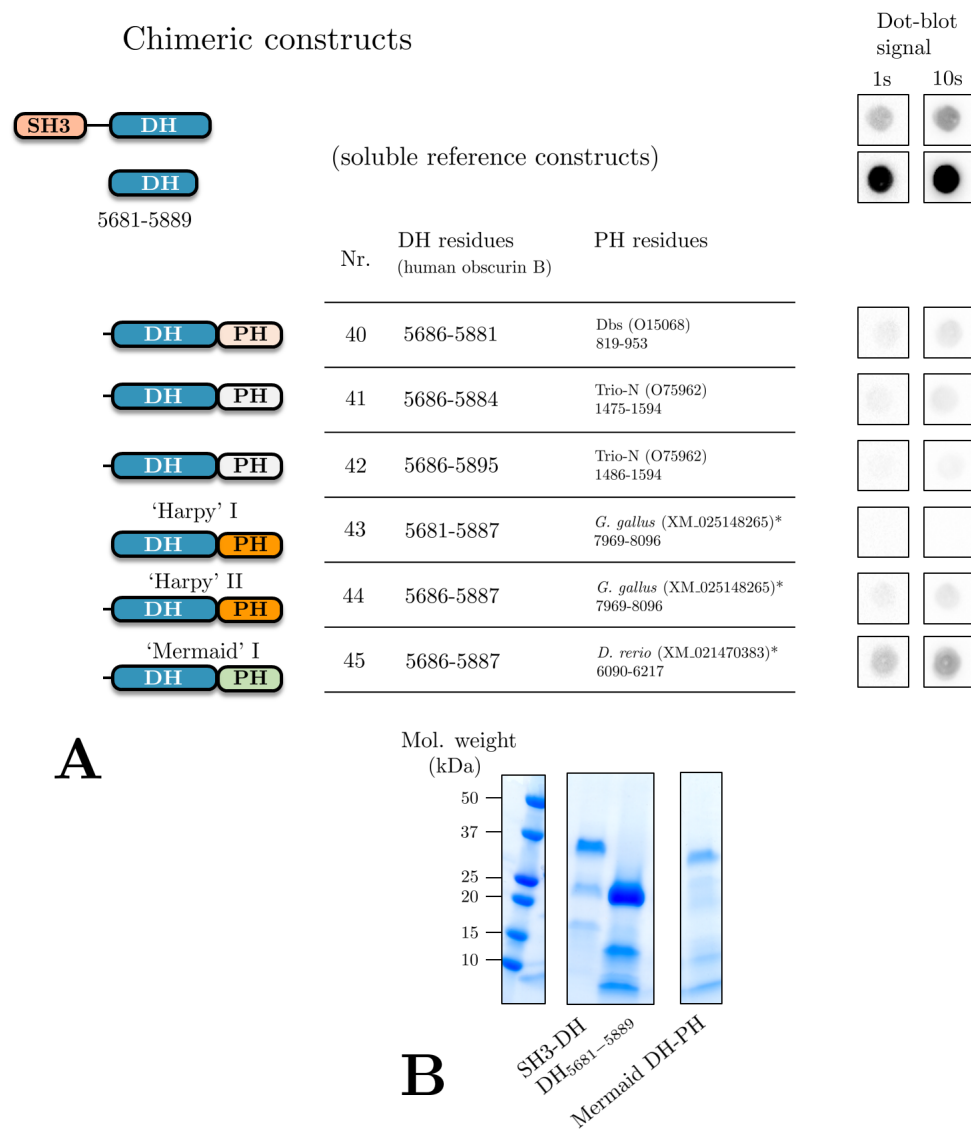 Chimeric constructs
Dot-blot
signal
1s 10s
SH3 DH
(soluble reference constructs)
DH
5681-5889
Nr. DH residues PH residues
(human obscurin B)
DH PH 40 5686-5881 Dbs (O15068)
819-953
DH PH 41 5686-5884 Trio-N (O75962)
1475-1594
DH PH 42 5686-5895 Trio-N (O75962)
1486-1594
‘Harpy’ I
DH PH 43 5681-5887 G. gallus (XM_025148265)*
7969-8096
‘Harpy’ II
DH PH 44 5686-5887 G. gallus (XM_025148265)*
7969-8096
‘Mermaid’ I
DH PH 45 5686-5887 D. rerio (XM_021470383)*
6090-6217
A
Mol. weight
(kDa)
50
37
25
20
15
10
SH3-DH
DH5681−5889
Mermaid DH-PH
B